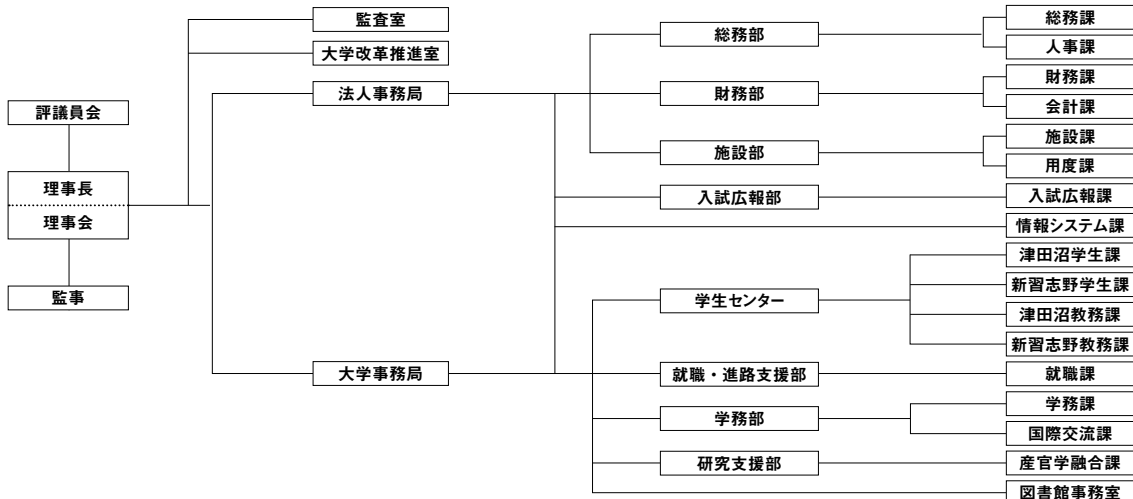 評議員会
理事長
理事会
監事
監査室
大学改革推進室
法人事務局
大学事務局
総務部
財務部
施設部
入試広報部
学生センター
就職・進路支援部
学務部
研究支援部
総務課
人事課
財務課
会計課
施設課
用度課
入試広報課
情報システム課
津田沼学生課
新習志野学生課
津田沼教務課
新習志野教務課
就職課
学務課
国際交流課
産官学融合課
図書館事務室